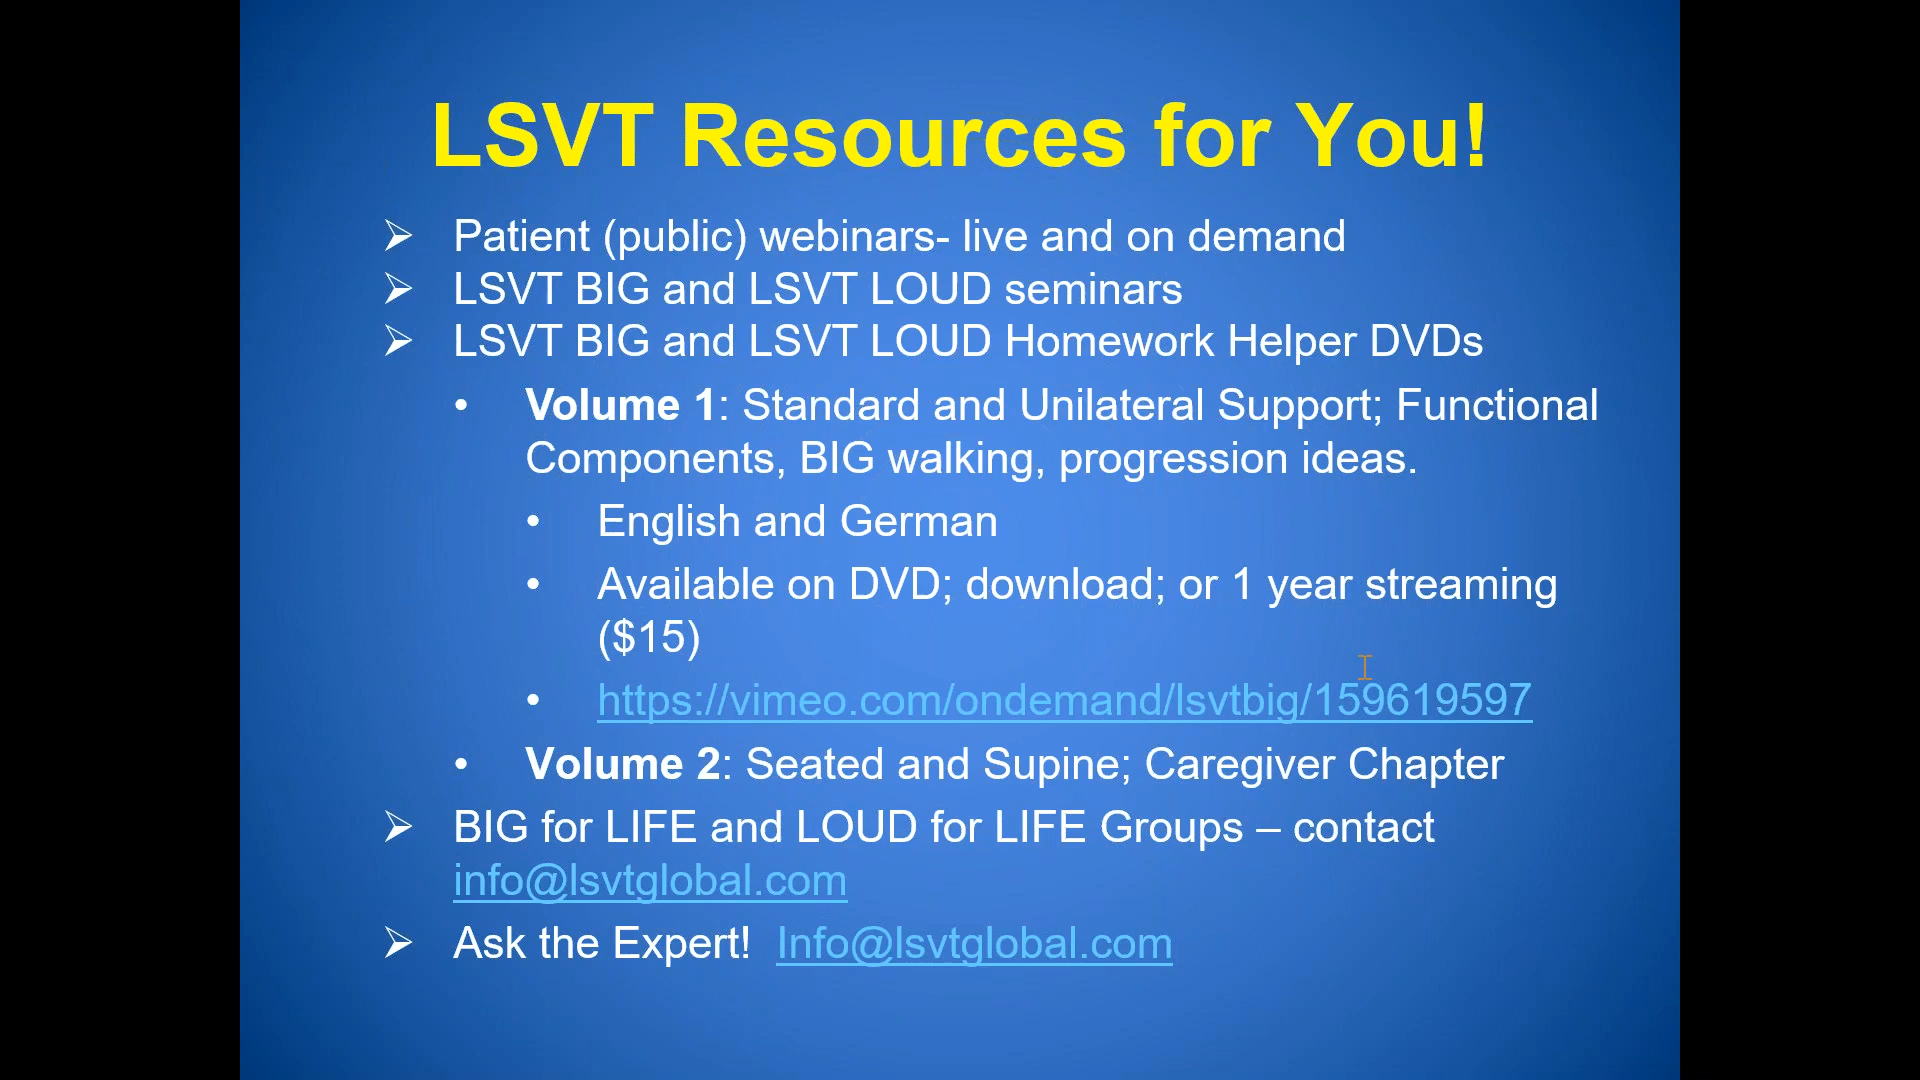 LSVT Resources for You!
➢ Patient (public) webinars- live and on demand
➢ LSVT BIG and LSVT LOUD seminars
➢ LSVT BIG and LSVT LOUD Homework Helper DVDs
• Volume 1: Standard and Unilateral Support; Functional
Components, BIG walking, progression ideas.
• English and German
• Available on DVD; download; or 1 year streaming
($15)
• https://vimeo.com/ondemand/lsvtbig/159619597
• Volume 2: Seated and Supine; Caregiver Chapter
➢ BIG for LIFE and LOUD for LIFE Groups – contact
info@lsvtglobal.com
➢ Ask the Expert! Info@lsvtglobal.com